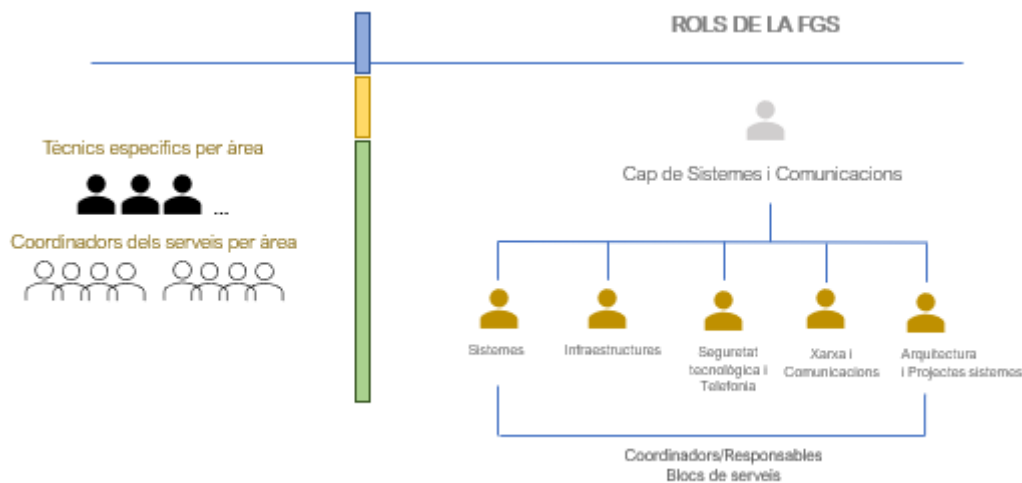 ROLS DE LA FGS
Tècnics específics per àrea
...
Coordinadors dels serveis per àrea
Cap de Sistemes i Comunicacions
Sistemes
Infraestructures
Seguretat
tecnològica i
Telefonia
Xarxa i
Comunicacions
Arquitectura
i Projectes sistemes
Coordinadors/Responsables
Blocs de serveis